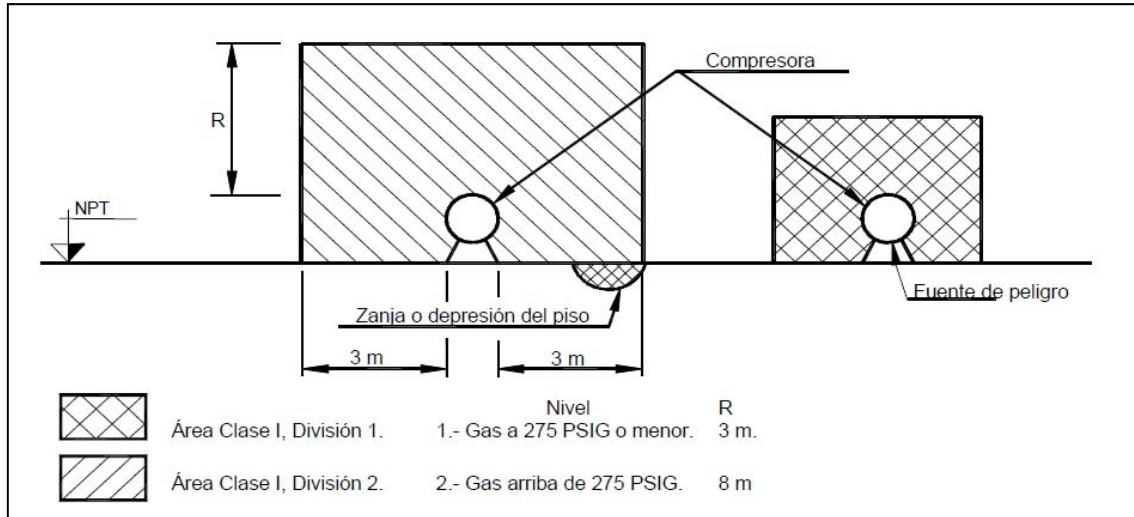 Compresora
R
NPT
Fuente de peligro
Zanja o depresión del piso
3 m 3 m
Nivel R
Área Clase I, División 1. 1.- Gas a 275 PSIG o menor. 3 m.
Área Clase I, División 2. 2.- Gas arriba de 275 PSIG. 8 m